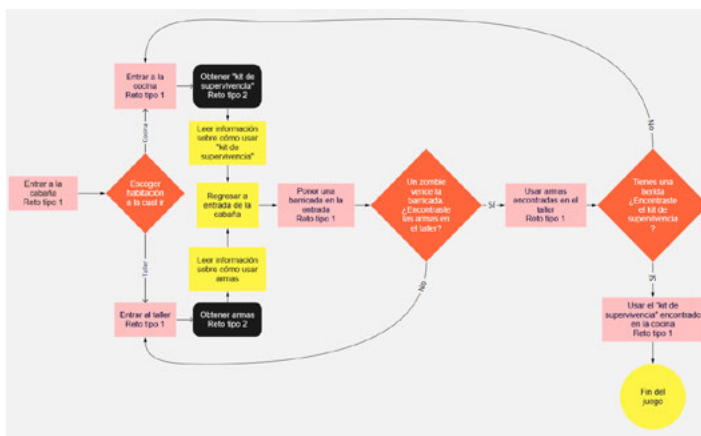 Entrar a la
cabaña
Reto tipo 1
Escoger
habitación
a la cual ir
Cocina
Taller
Entrar a la
cocina
Reto tipo 1
Obtener "kit de
supervivencia"
Reto tipo 2
Leer información
sobre cómo usar
"kit de
supervivencia"
Regresar a
entrada de la
cabaña
Leer información
sobre cómo usar
armas
Entrar al taller
Reto tipo 1
Obtener armas
Reto tipo 2
Poner una
barricada en la
entrada
Reto tipo 1
Un zombie
vence la
barricada.
¿Encontraste
las armas en
el taller?
Sí
No
Usar armas
encontradas en el
taller
Reto tipo 1
Tienes una
herida
¿Encontraste
el kit de
supervivencia
?
No
Sí
Usar el "kit de
supervivencia" encontrado
en la cocina
Reto tipo 1
Fin del
juego